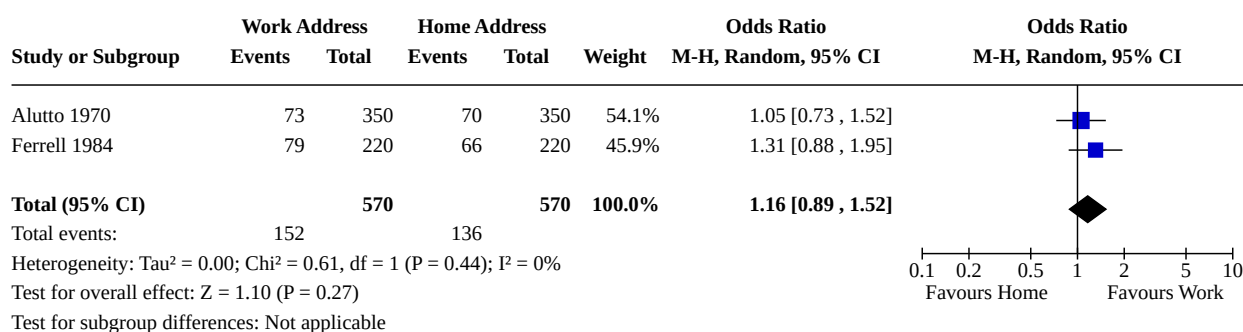 Work Address Home Address Odds Ratio Odds Ratio
Study or Subgroup Events Total Events Total Weight M-H, Random, 95% CI M-H, Random, 95% CI
Alutto 1970 73 350 70 350 54.1% 1.05 [0.73 , 1.52]
Ferrell 1984 79 220 66 220 45.9% 1.31 [0.88 , 1.95]
Total (95% CI) 570 570 100.0% 1.16 [0.89 , 1.52]
Total events: 152 136
Heterogeneity: Tau² = 0.00; Chi² = 0.61, df = 1 (P = 0.44); I² = 0%
Test for overall effect: Z = 1.10 (P = 0.27)
Test for subgroup differences: Not applicable
0.1 0.2 0.5 1 2 5 10
Favours Home Favours Work